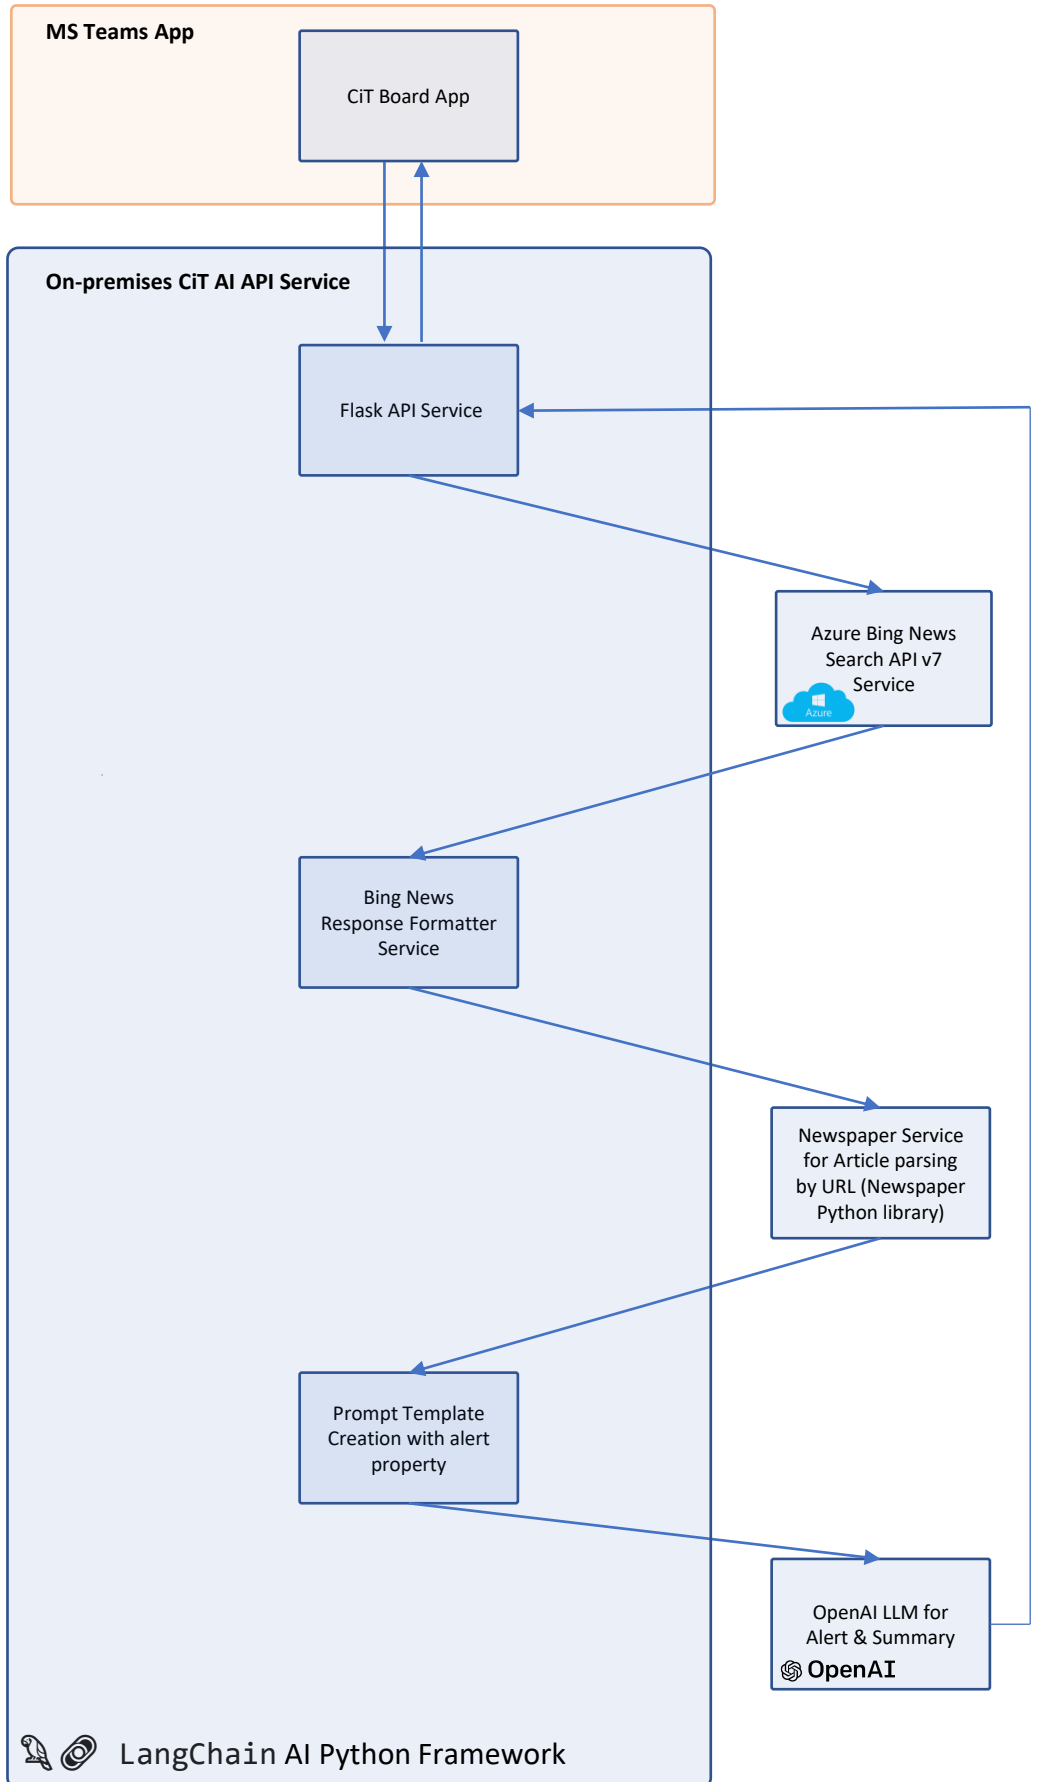 MS Teams App
CiT Board App
On-premises CiT AI API Service
Flask API Service
Azure Bing News
Search API v7
Service
Azure
Bing News
Response Formatter
Service
Newspaper Service
for Article parsing
by URL (Newspaper
Python library)
Prompt Template
Creation with alert
property
OpenAI LLM for
Alert & Summary
OpenAI
LangChain AI Python Framework